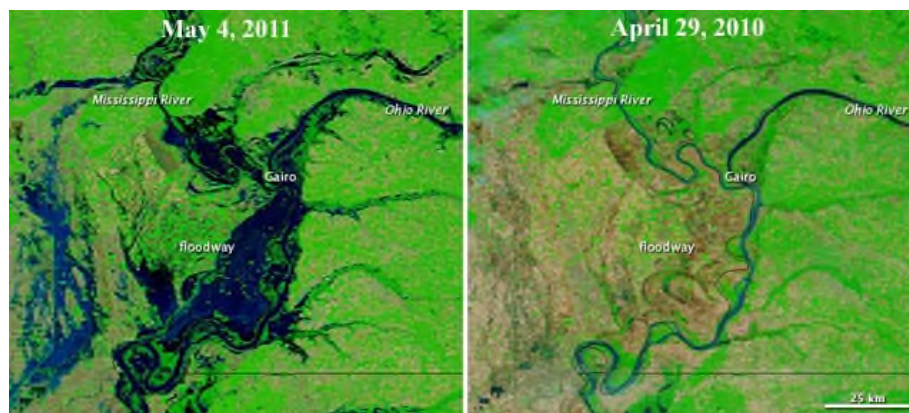 May 4, 2011
Mississippi River
Ohio River
Cairo
floodway
April 29, 2010
Mississippi River
Ohio River
Cairo
floodway
25 km